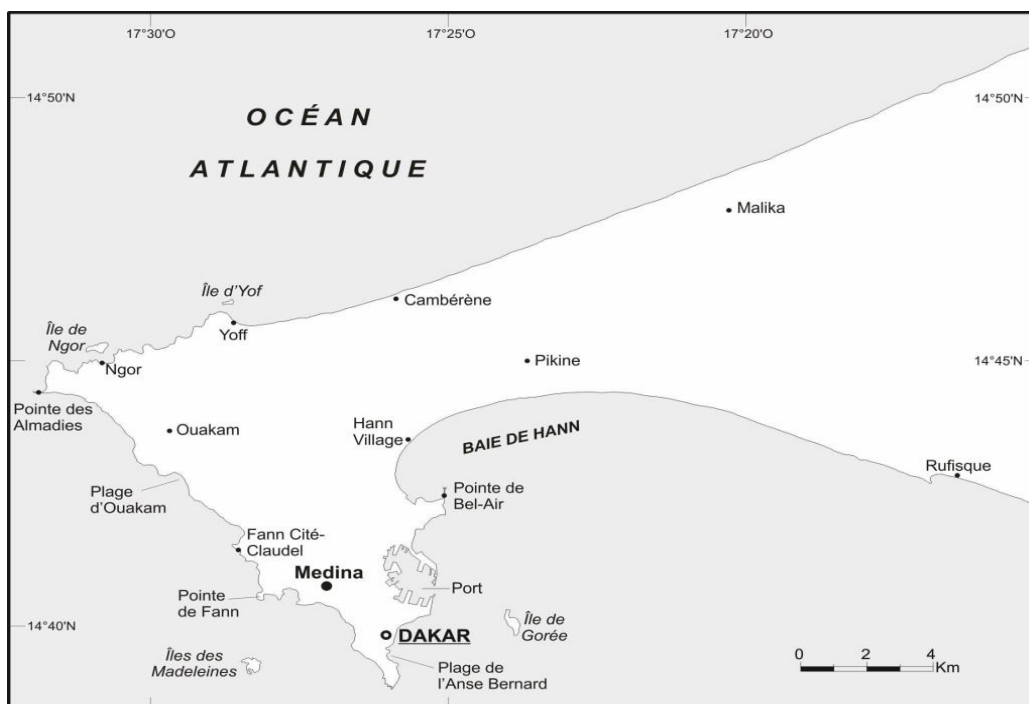 17°30'O
17°25'O
17°20'O
14°50'N
14°50'N
OCÉAN
ATLANTIQUE
Malika
Île d'Yof
Cambérène
Yoff
Île de
Ngor
Ngor
Pikine
14°45'N
Pointe des
Almadies
Ouakam
Hann
Village
BAIE DE HANN
Rufisque
Plage
d'Ouakam
Pointe de
Bel-Air
Fann Cité-
Claudel
Medina
Pointe
de Fann
Port
14°40'N
DAKAR
Île de
Gorée
Îles des
Madeleines
Plage de
l'Anse Bernard
0 2 4
Km